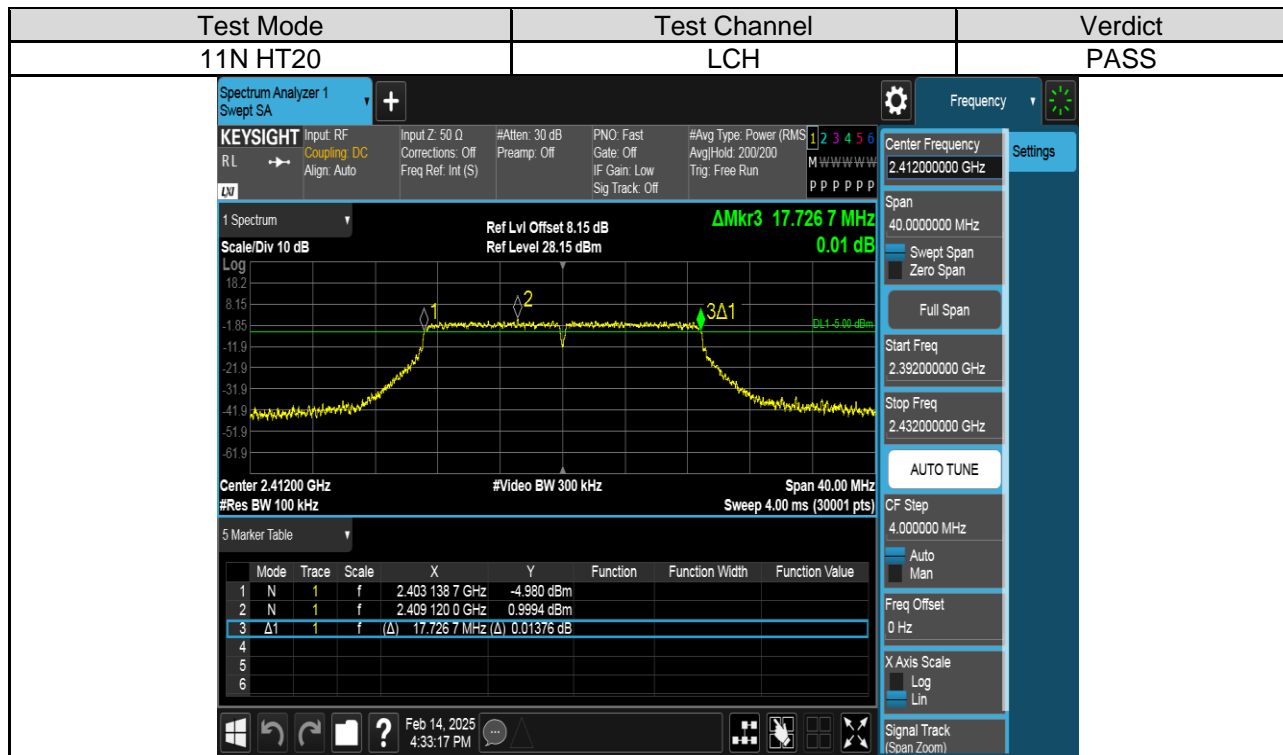 Test Mode Test Channel Verdict
11N HT20 LCH PASS
Spectrum Analyzer 1
Swept SA
+
Frequency
KEYSIGHT Input: RF Input Z: 50 Ω #Atten: 30 dB PNO: Fast #Avg Type: Power (RMS 1 2 3 4 5 6
RL Coupling: DC Corrections: Off Preamp: Off Gate: Off Avg|Hold: 200/200 M W W W W W
Align: Auto Freq Ref: Int (S) IF Gain: Low Trig: Free Run
LXI Sig Track: Off P P P P P P
1 Spectrum
Ref Lvl Offset 8.15 dB ΔMkr3 17.726 7 MHz
Scale/Div 10 dB Ref Level 28.15 dBm 0.01 dB
Log
18.2
8.15
-1.85
-11.9
-21.9
-31.9
-41.9
-51.9
-61.9
1
2
3Δ1
DL1 -5.00 dBm
Center 2.41200 GHz #Video BW 300 kHz Span 40.00 MHz
#Res BW 100 kHz Sweep 4.00 ms (30001 pts)
5 Marker Table
Mode Trace Scale X Y Function Function Width Function Value
1 N 1 f 2.403 138 7 GHz -4.980 dBm
2 N 1 f 2.409 120 0 GHz 0.9994 dBm
3 Δ1 1 f (Δ) 17.726 7 MHz (Δ) 0.01376 dB
4
5
6
?
Feb 14, 2025
4:33:17 PM
Center Frequency
2.412000000 GHz
Settings
Span
40.0000000 MHz
Swept Span
Zero Span
Full Span
Start Freq
2.392000000 GHz
Stop Freq
2.432000000 GHz
AUTO TUNE
CF Step
4.000000 MHz
Auto
Man
Freq Offset
0 Hz
X Axis Scale
Log
Lin
Signal Track
(Span Zoom)